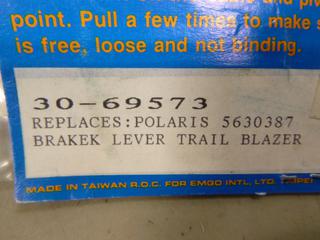 point. Pull a few times to make
is free, loose and not binding.
30-69573
REPLACES:POLARIS 5630387
BRAKEK LEVER TRAIL BLAZER
MADE IN TAIWAN R.O.C. FOR EMGO INTL, LTD. TAIPEI